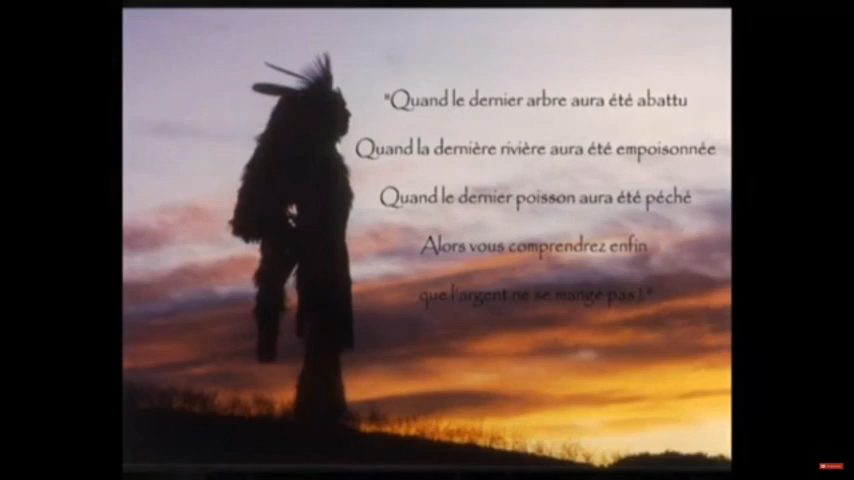 "Quand le dernier arbre aura été abattu
Quand la dernière rivière aura été empoisonnée
Quand le dernier poisson aura été péché
Alors vous comprendrez enfin
que l'argent ne se mange pas !"